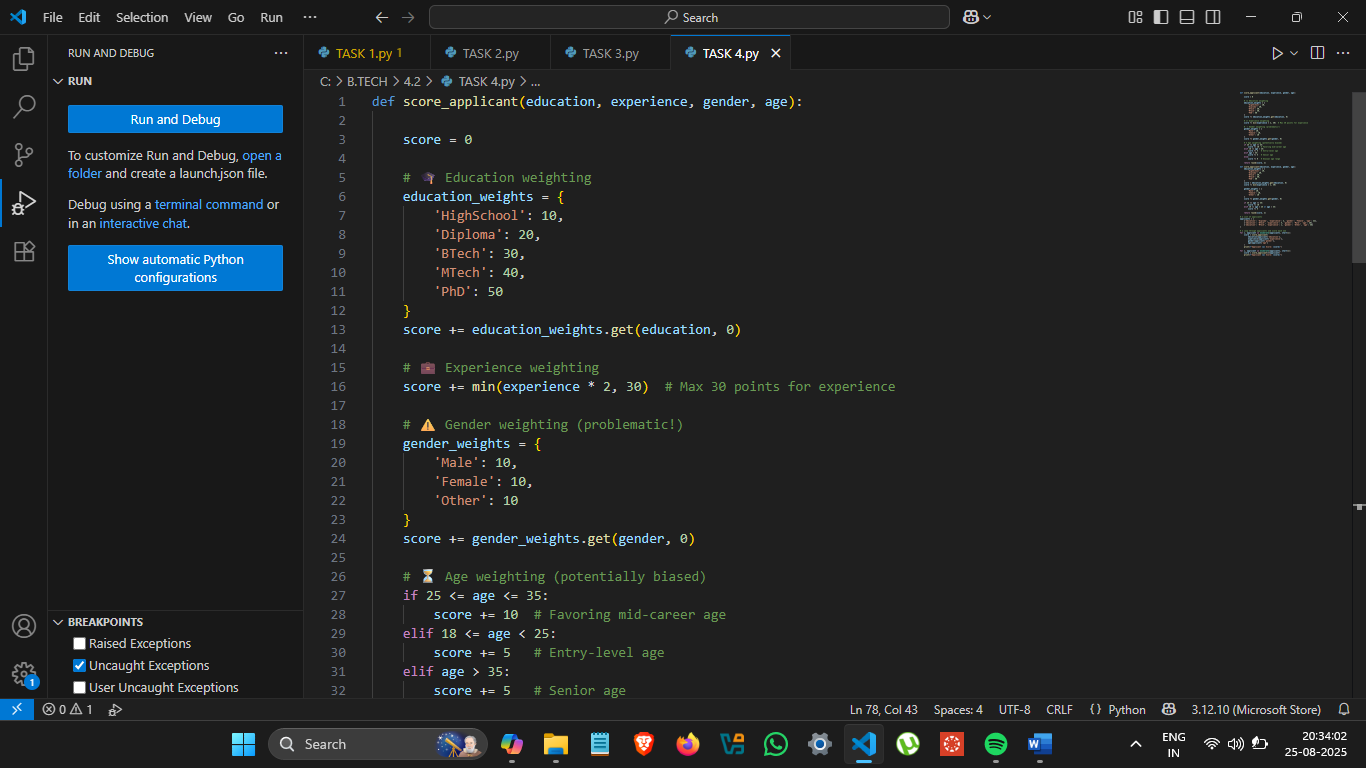 File Edit Selection View Go Run ···
Search
RUN AND DEBUG ···
RUN
Run and Debug
To customize Run and Debug, open a
folder and create a launch.json file.
Debug using a terminal command or
in an interactive chat.
Show automatic Python
configurations
BREAKPOINTS
Raised Exceptions
Uncaught Exceptions
User Uncaught Exceptions
TASK 1.py 1 TASK 2.py TASK 3.py TASK 4.py
C: > B.TECH > 4.2 > TASK 4.py > ...
1 def score_applicant(education, experience, gender, age):
2
3 score = 0
4
5 # 🎓 Education weighting
6 education_weights = {
7 'HighSchool': 10,
8 'Diploma': 20,
9 'BTech': 30,
10 'MTech': 40,
11 'PhD': 50
12 }
13 score += education_weights.get(education, 0)
14
15 # 💼 Experience weighting
16 score += min(experience * 2, 30) # Max 30 points for experience
17
18 # ⚠️ Gender weighting (problematic!)
19 gender_weights = {
20 'Male': 10,
21 'Female': 10,
22 'Other': 10
23 }
24 score += gender_weights.get(gender, 0)
25
26 # ⏳ Age weighting (potentially biased)
27 if 25 <= age <= 35:
28 score += 10 # Favoring mid-career age
29 elif 18 <= age < 25:
30 score += 5 # Entry-level age
31 elif age > 35:
32 score += 5 # Senior age
1
0 1 Ln 78, Col 43 Spaces: 4 UTF-8 CRLF {} Python 3.12.10 (Microsoft Store)
Search
ENG
IN
20:34:02
25-08-2025